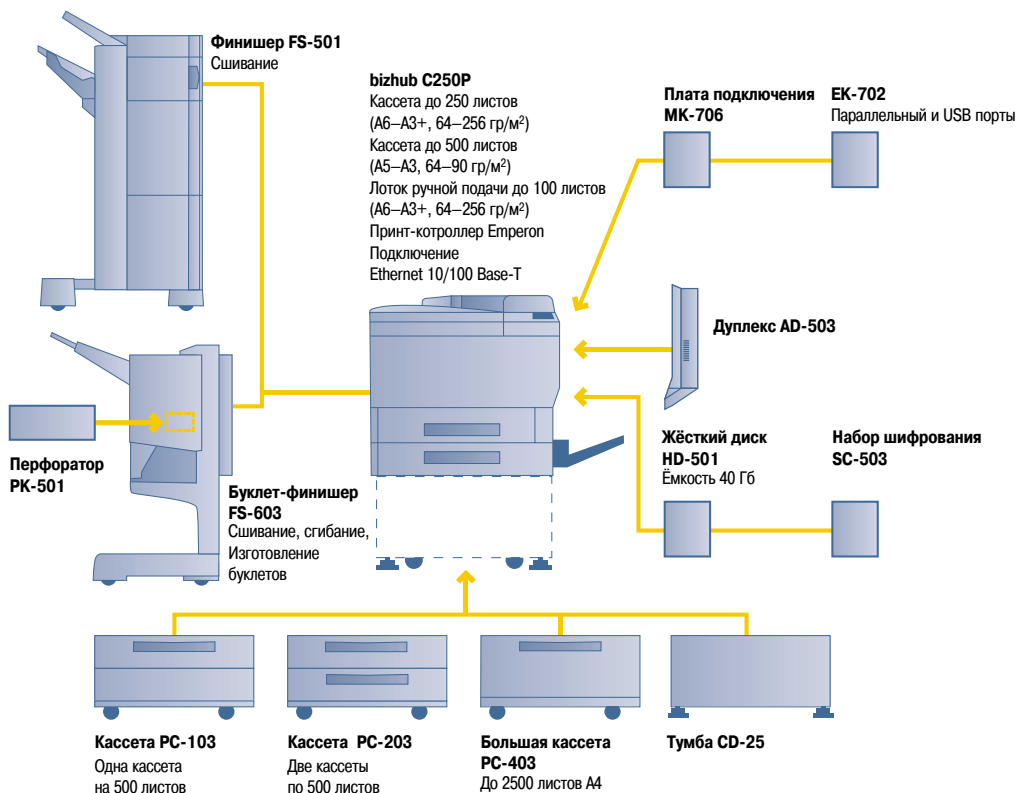 Финишер FS-501
Сшивание
bizhub C250P
Кассета до 250 листов
(A6–A3+, 64–256 гр/м²)
Кассета до 500 листов
(A5–A3, 64–90 гр/м²)
Лоток ручной подачи до 100 листов
(A6–A3+, 64–256 гр/м²)
Принт-котроллер Emperon
Подключение
Ethernet 10/100 Base-T
Плата подключения
MK-706
EK-702
Параллельный и USB порты
Дуплекс AD-503
Перфоратор
PK-501
Буклет-финишер
FS-603
Сшивание, сгибание,
Изготовление
буклетов
Жёсткий диск
HD-501
Ёмкость 40 Гб
Набор шифрования
SC-503
Кассета PC-103
Одна кассета
на 500 листов
Кассета PC-203
Две кассеты
по 500 листов
Большая кассета
PC-403
До 2500 листов A4
Тумба CD-25